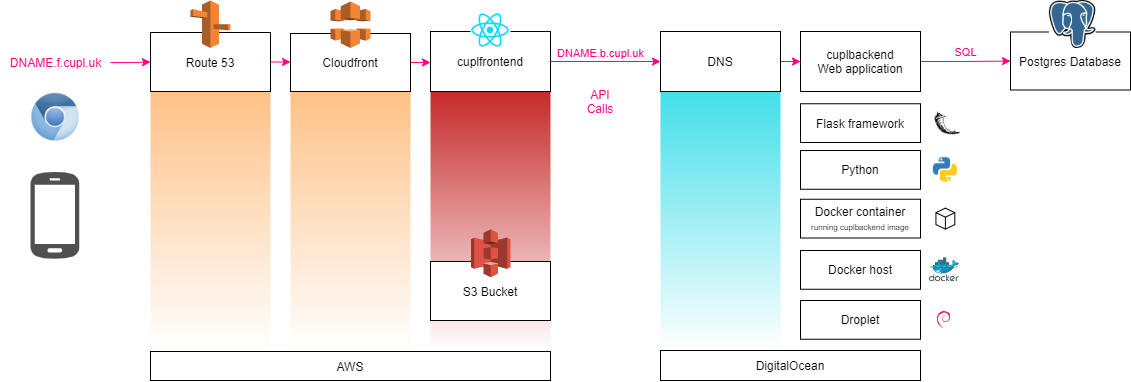 DNAME.f.cupl.uk
Route 53
Cloudfront
cuplfrontend
DNAME.b.cupl.uk
API
Calls
DNS
cuplbackend
Web application
SQL
Postgres Database
Flask framework
Python
Docker container
running cuplbackend image
Docker host
docker
Droplet
S3 Bucket
AWS
DigitalOcean